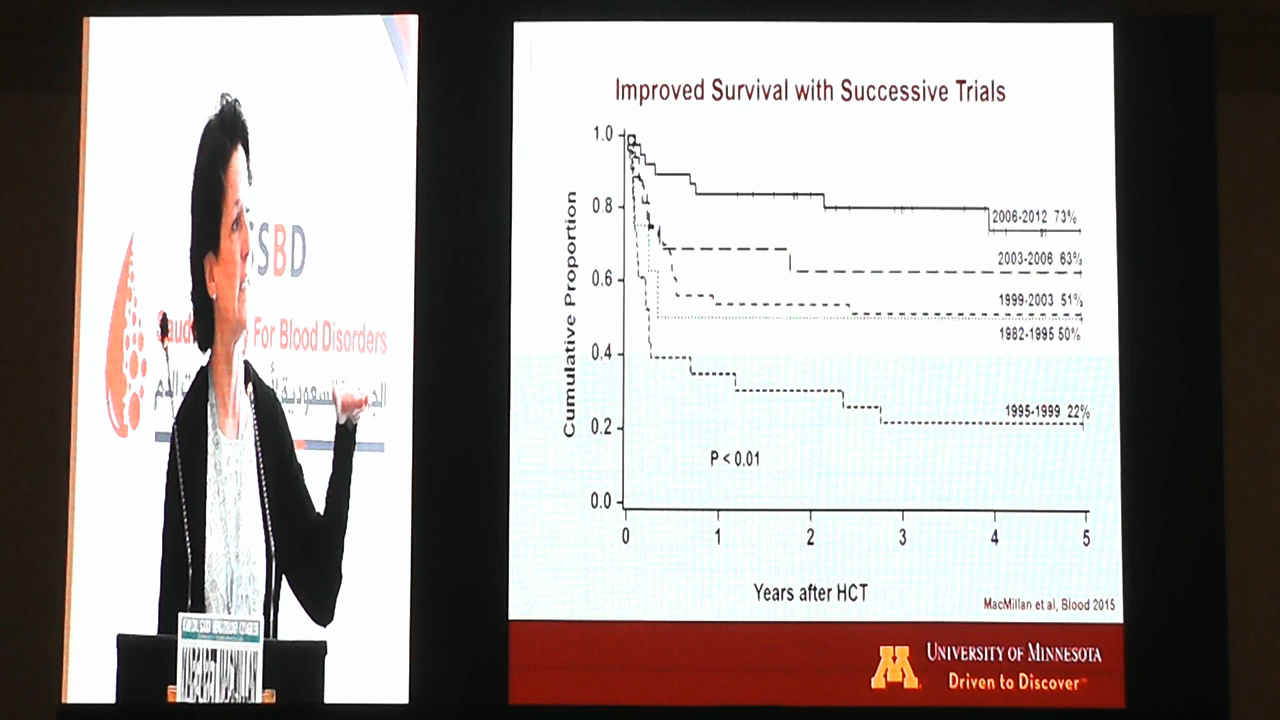 SBD
For Blood Disorders
Improved Survival with Successive Trials
Cumulative Proportion
1.0
0.8
0.6
0.4
0.2
0.0
2006-2012 73%
2003-2006 63%
1999-2003 51%
1982-1995 50%
1995-1999 22%
P < 0.01
0 1 2 3 4 5
Years after HCT
MacMillan et al, Blood 2015
M
UNIVERSITY OF MINNESOTA
Driven to Discover